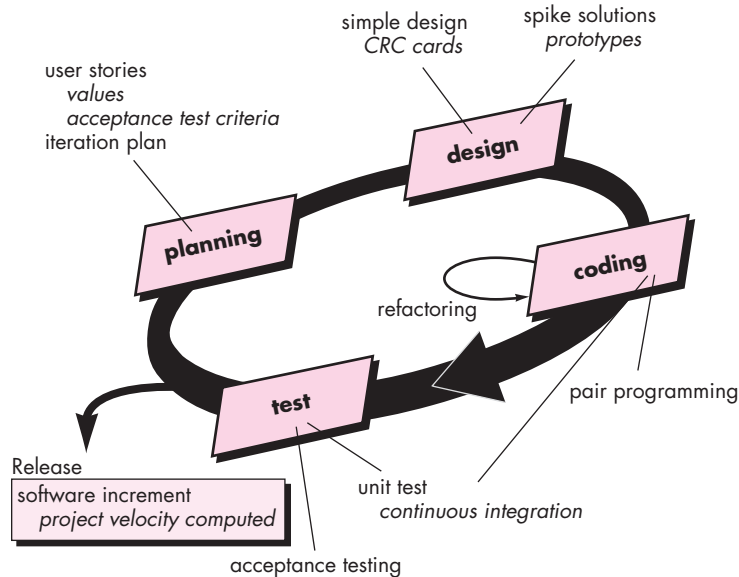 simple design
CRC cards
spike solutions
prototypes
user stories
values
acceptance test criteria
iteration plan
design
planning
coding
refactoring
pair programming
test
Release
software increment
project velocity computed
unit test
continuous integration
acceptance testing